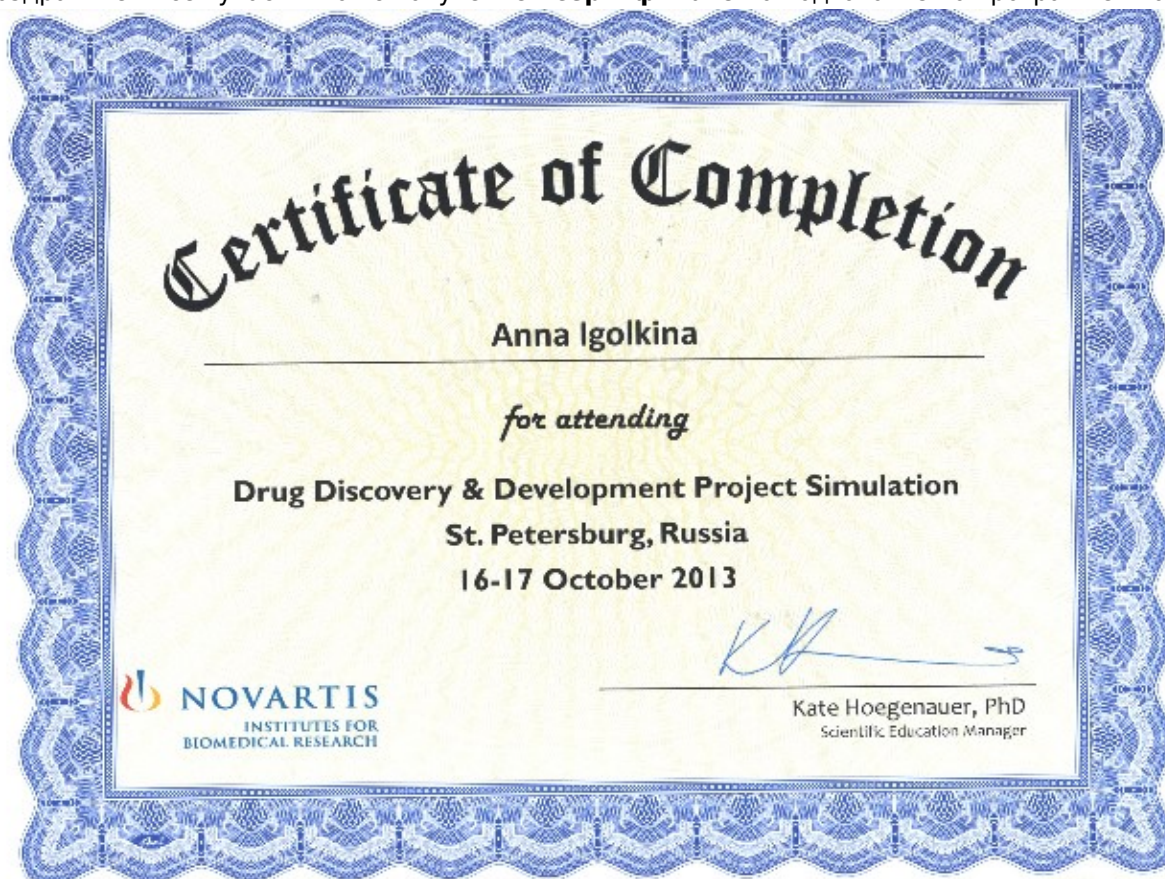 Certificate of Completion
Anna Igolkina
for attending
Drug Discovery & Development Project Simulation
St. Petersburg, Russia
16-17 October 2013
NOVARTIS
INSTITUTES FOR
BIOMEDICAL RESEARCH
Kate Hoegenauer, PhD
Scientific Education Manager